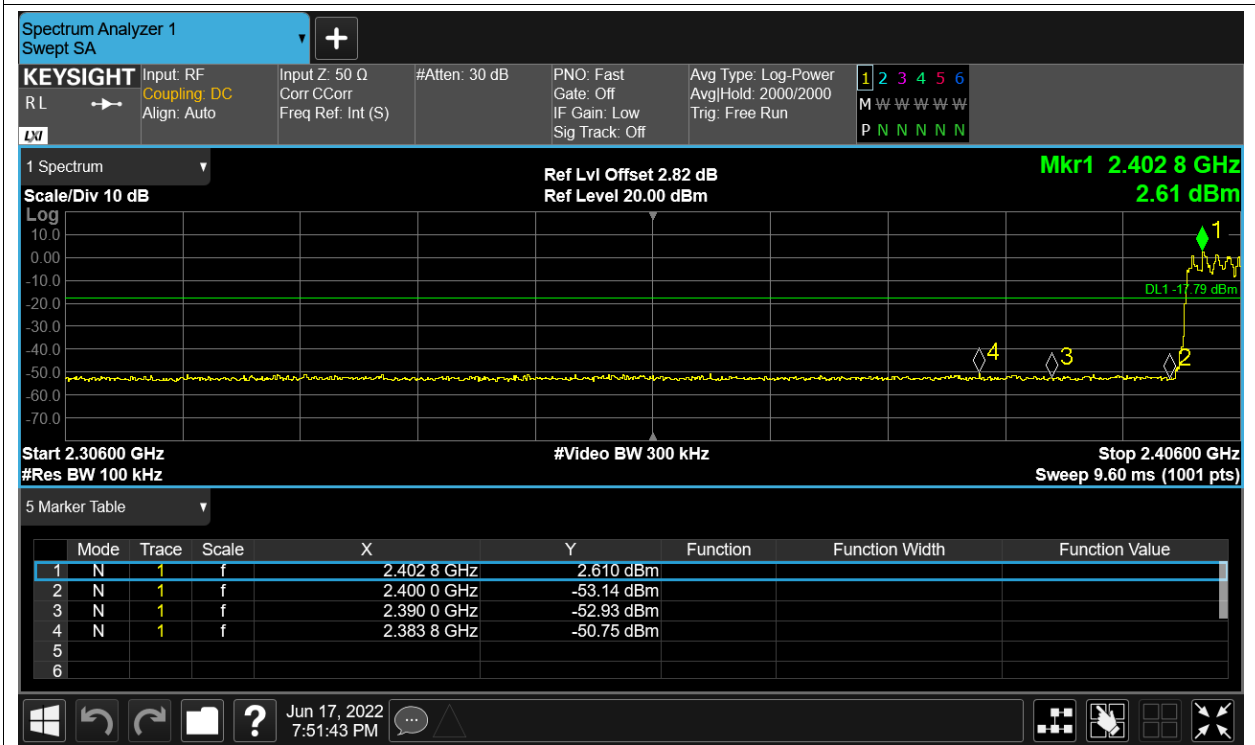 Spectrum Analyzer 1
Swept SA
KEYSIGHT Input: RF Input Z: 50 Ω #Atten: 30 dB PNO: Fast Avg Type: Log-Power 1 2 3 4 5 6
R L Coupling: DC Corr CCorr Gate: Off Avg|Hold: 2000/2000 M W W W W W
Align: Auto Freq Ref: Int (S) IF Gain: Low Trig: Free Run
LXI Sig Track: Off P N N N N N
1 Spectrum Ref Lvl Offset 2.82 dB Mkr1 2.402 8 GHz
Scale/Div 10 dB Ref Level 20.00 dBm 2.61 dBm
Log
10.0 1
0.00
-10.0
DL1 -17.79 dBm
-20.0
-30.0
-40.0 4 3 2
-50.0
-60.0
-70.0
Start 2.30600 GHz #Video BW 300 kHz Stop 2.40600 GHz
#Res BW 100 kHz Sweep 9.60 ms (1001 pts)
5 Marker Table
Mode Trace Scale X Y Function Function Width Function Value
1 N 1 f 2.402 8 GHz 2.610 dBm
2 N 1 f 2.400 0 GHz -53.14 dBm
3 N 1 f 2.390 0 GHz -52.93 dBm
4 N 1 f 2.383 8 GHz -50.75 dBm
5
6
? Jun 17, 2022
7:51:43 PM